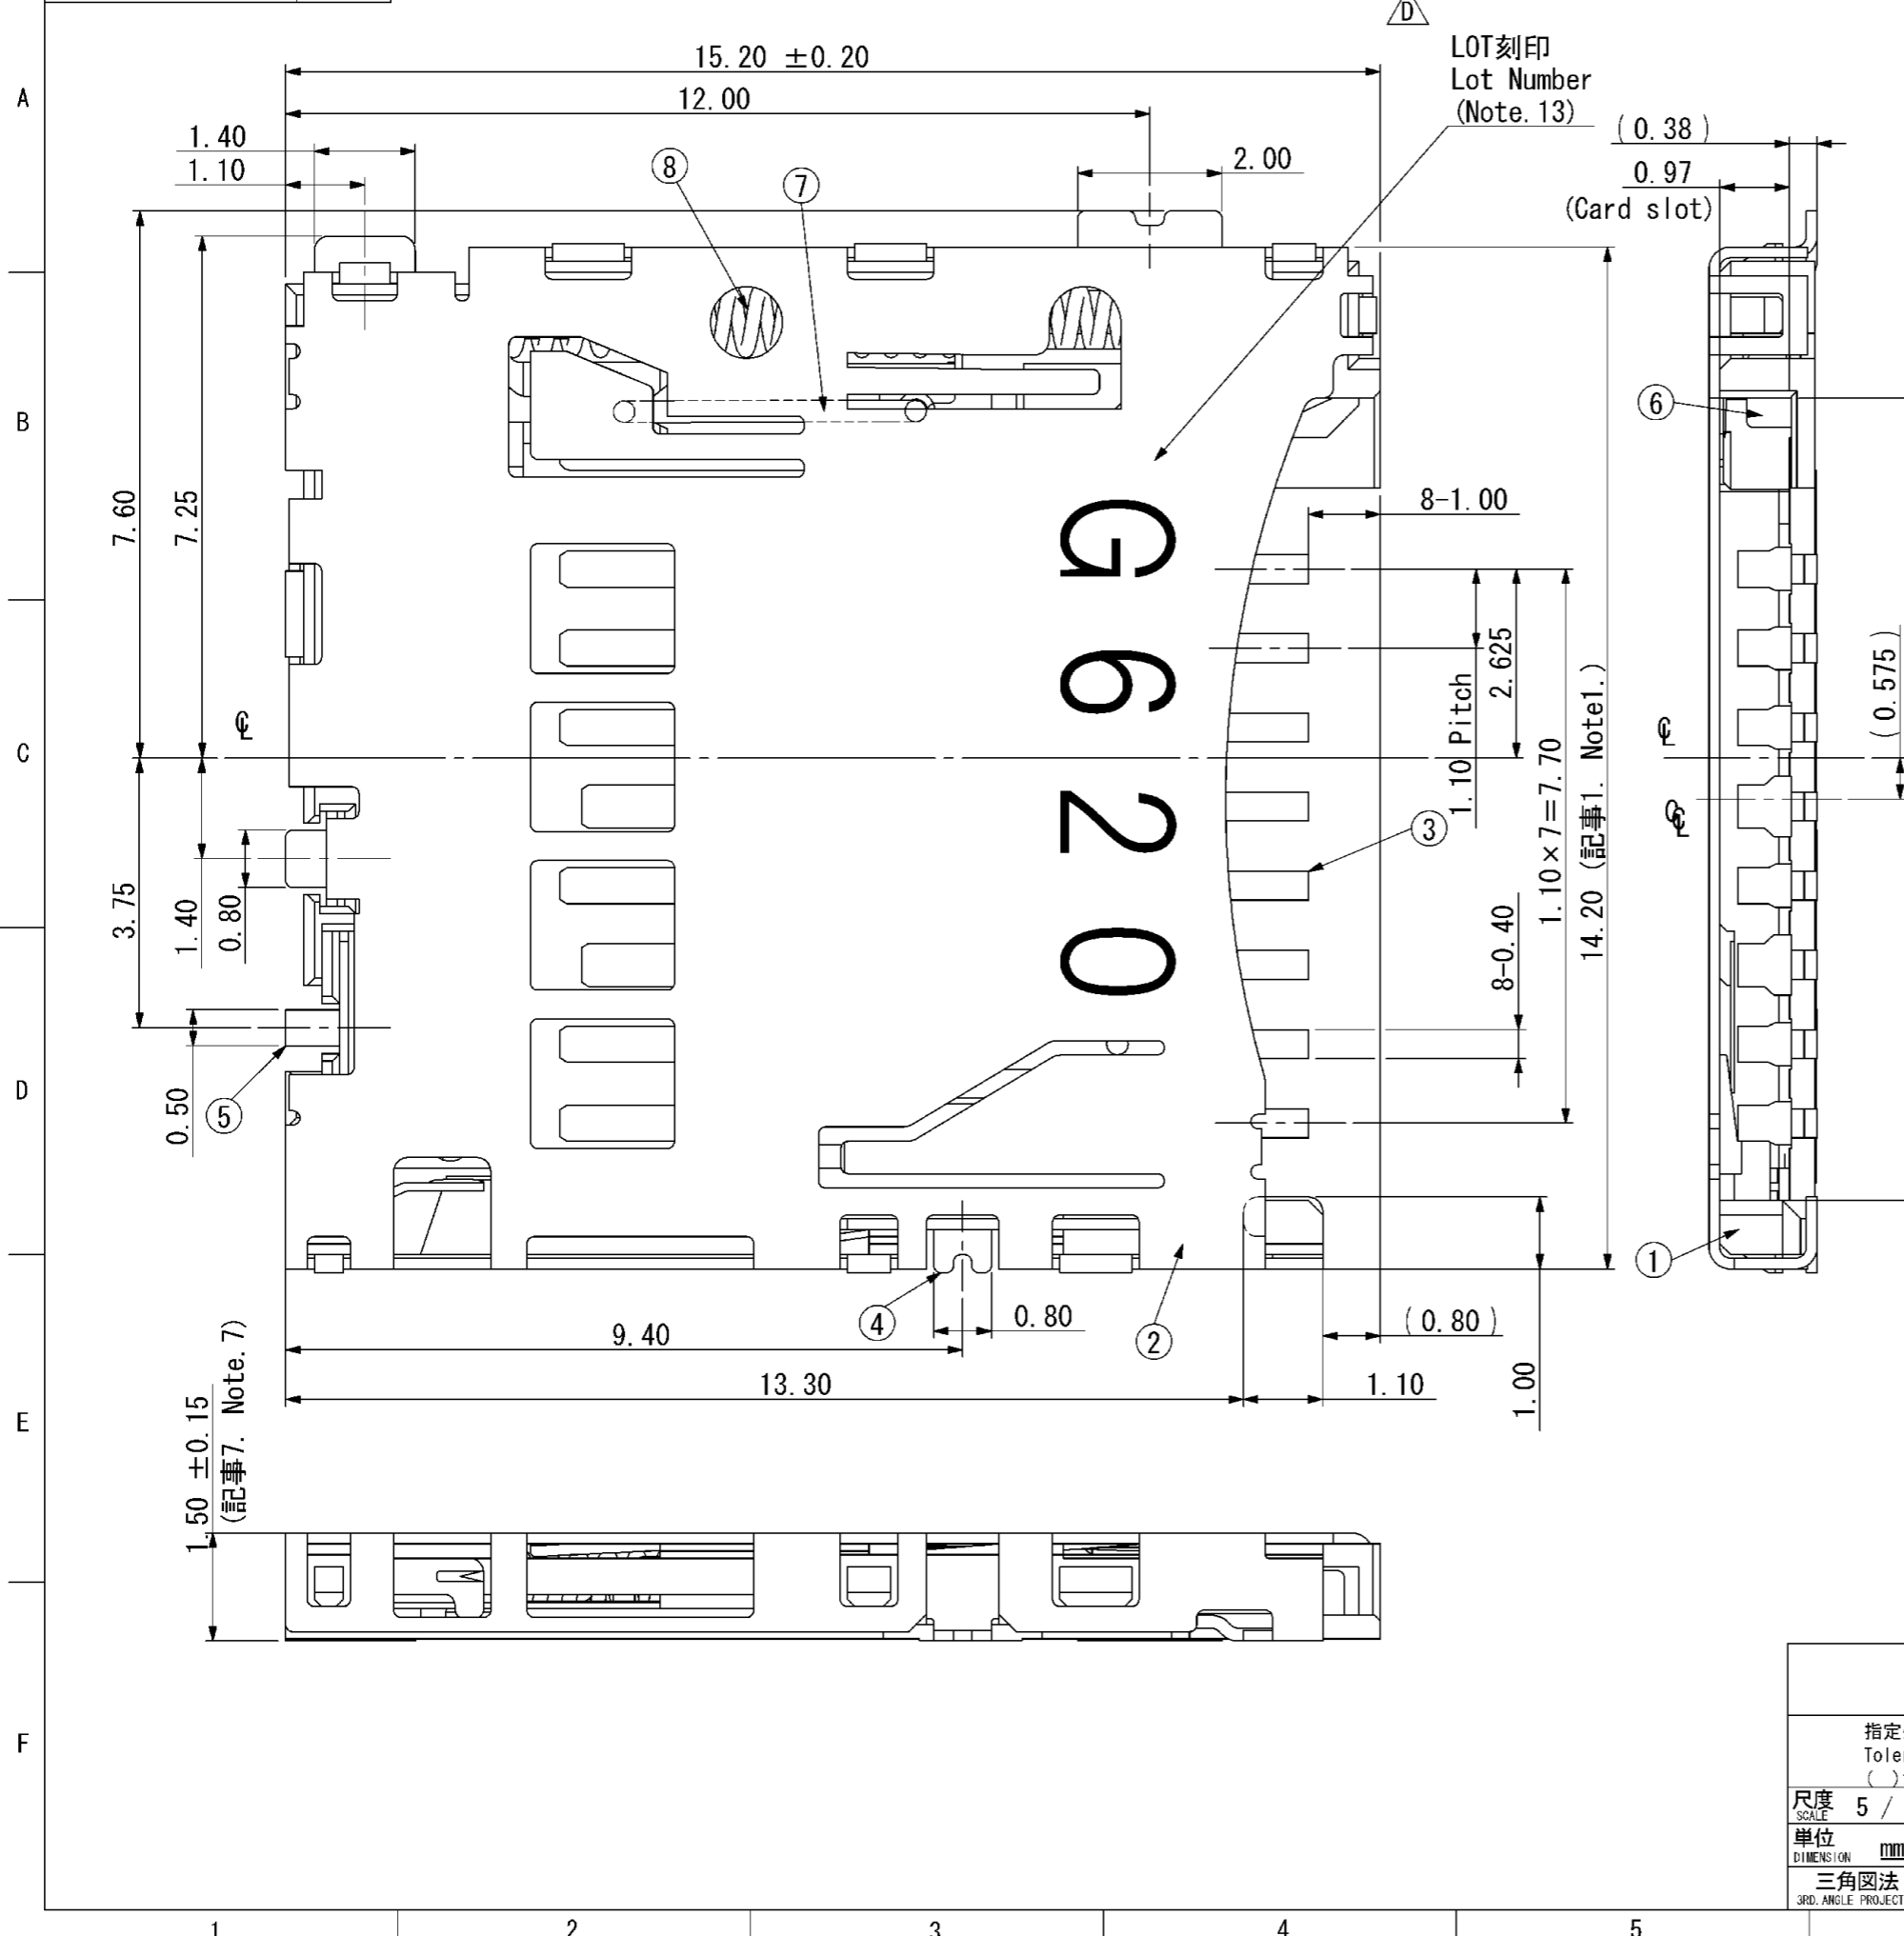 D
LOT刻印
Lot Number
(Note. 13)
15. 20 ±0. 20
12. 00
1. 40
1. 10
⑧
⑦
2. 00
( 0. 38 )
0. 97
(Card slot)
A
B
C
D
E
F
7. 60
7. 25
⑥
8-1. 00
2. 625
1. 10 Pitch
1. 10×7=7. 70
14. 20 (記事1. Note1. )
( 0. 575 )
G6620
③
3. 75
1. 40
0. 80
8-0. 40
0. 50
⑤
①
④
0. 80
②
( 0. 80 )
9. 40
13. 30
1. 10
1. 00
1. 50 ±0. 15
(記事7. Note. 7)
指定
Tole
( )
尺度
SCALE
5 /
単位
DIMENSION
mm
三角図法
3RD. ANGLE PROJECT
1
2
3
4
5